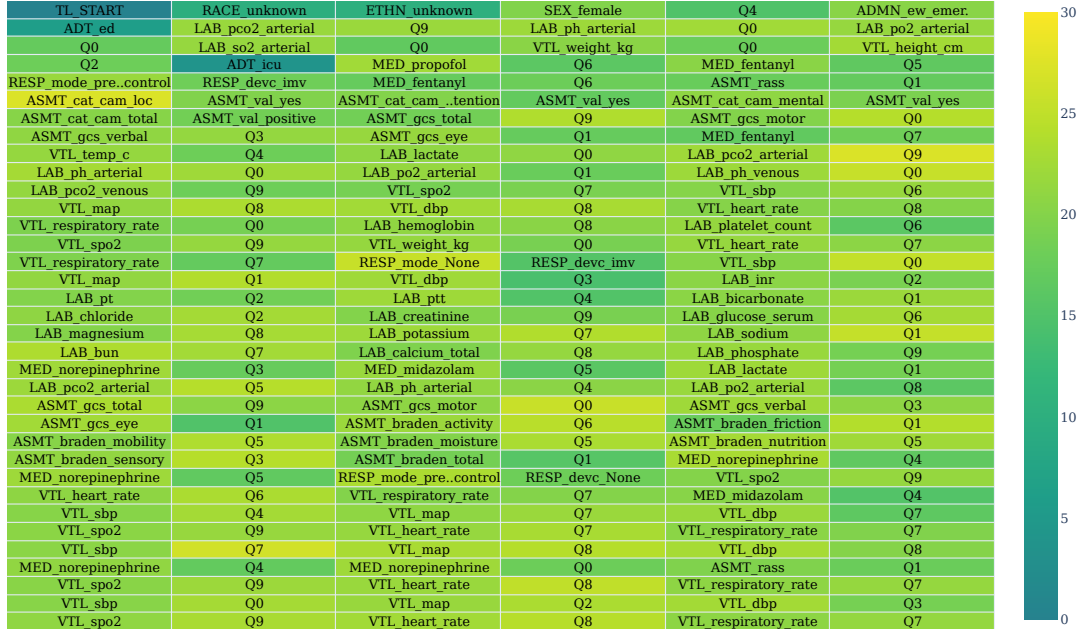 TL_START RACE_unknown ETHN_unknown SEX_female Q4 ADMN_ew_emer.
ADT_ed LAB_pco2_arterial Q9 LAB_ph_arterial Q0 LAB_po2_arterial
Q0 LAB_so2_arterial Q0 VTL_weight_kg Q0 VTL_height_cm
Q2 ADT_icu MED_propofol Q6 MED_fentanyl Q5
RESP_mode_pre..control RESP_devc_imv MED_fentanyl Q6 ASMT_rass Q1
ASMT_cat_cam_loc ASMT_val_yes ASMT_cat_cam_..tention ASMT_val_yes ASMT_cat_cam_mental ASMT_val_yes
ASMT_cat_cam_total ASMT_val_positive ASMT_gcs_total Q9 ASMT_gcs_motor Q0
ASMT_gcs_verbal Q3 ASMT_gcs_eye Q1 MED_fentanyl Q7
VTL_temp_c Q4 LAB_lactate Q0 LAB_pco2_arterial Q9
LAB_ph_arterial Q0 LAB_po2_arterial Q1 LAB_ph_venous Q0
LAB_pco2_venous Q9 VTL_spo2 Q7 VTL_sbp Q6
VTL_map Q8 VTL_dbp Q8 VTL_heart_rate Q8
VTL_respiratory_rate Q0 LAB_hemoglobin Q8 LAB_platelet_count Q6
VTL_spo2 Q9 VTL_weight_kg Q0 VTL_heart_rate Q7
VTL_respiratory_rate Q7 RESP_mode_None RESP_devc_imv VTL_sbp Q0
VTL_map Q1 VTL_dbp Q3 LAB_inr Q2
LAB_pt Q2 LAB_ptt Q4 LAB_bicarbonate Q1
LAB_chloride Q2 LAB_creatinine Q9 LAB_glucose_serum Q6
LAB_magnesium Q8 LAB_potassium Q7 LAB_sodium Q1
LAB_bun Q7 LAB_calcium_total Q8 LAB_phosphate Q9
MED_norepinephrine Q3 MED_midazolam Q5 LAB_lactate Q1
LAB_pco2_arterial Q5 LAB_ph_arterial Q4 LAB_po2_arterial Q8
ASMT_gcs_total Q9 ASMT_gcs_motor Q0 ASMT_gcs_verbal Q3
ASMT_gcs_eye Q1 ASMT_braden_activity Q6 ASMT_braden_friction Q1
ASMT_braden_mobility Q5 ASMT_braden_moisture Q5 ASMT_braden_nutrition Q5
ASMT_braden_sensory Q3 ASMT_braden_total Q1 MED_norepinephrine Q4
MED_norepinephrine Q5 RESP_mode_pre..control RESP_devc_None VTL_spo2 Q9
VTL_heart_rate Q6 VTL_respiratory_rate Q7 MED_midazolam Q4
VTL_sbp Q4 VTL_map Q7 VTL_dbp Q7
VTL_spo2 Q9 VTL_heart_rate Q7 VTL_respiratory_rate Q7
VTL_sbp Q7 VTL_map Q8 VTL_dbp Q8
MED_norepinephrine Q4 MED_norepinephrine Q0 ASMT_rass Q1
VTL_spo2 Q9 VTL_heart_rate Q8 VTL_respiratory_rate Q7
VTL_sbp Q0 VTL_map Q2 VTL_dbp Q3
VTL_spo2 Q9 VTL_heart_rate Q8 VTL_respiratory_rate Q7
30
25
20
15
10
5
0